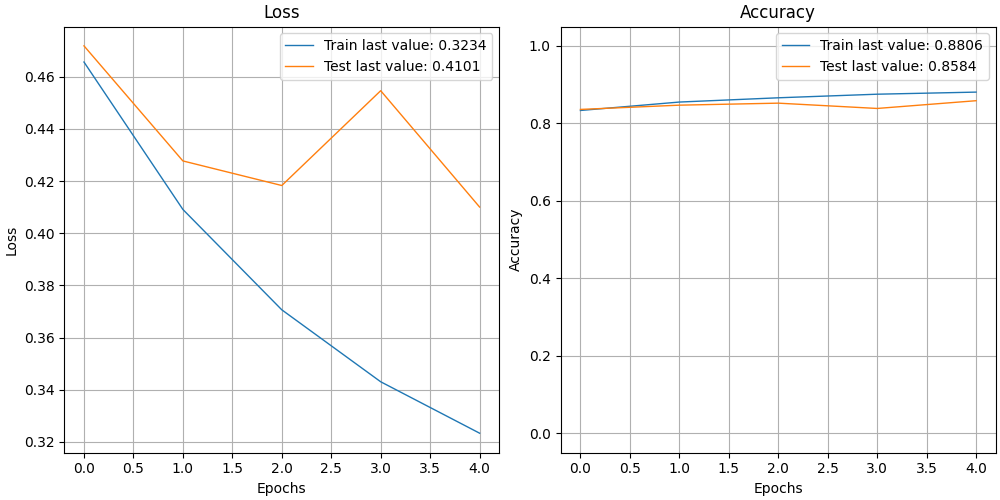 Loss
Train last value: 0.3234
Test last value: 0.4101
0.46
0.44
0.42
0.40
0.38
0.36
0.34
0.32
Loss
0.0 0.5 1.0 1.5 2.0 2.5 3.0 3.5 4.0
Epochs
Accuracy
Train last value: 0.8806
Test last value: 0.8584
1.0
0.8
0.6
0.4
0.2
0.0
Accuracy
0.0 0.5 1.0 1.5 2.0 2.5 3.0 3.5 4.0
Epochs